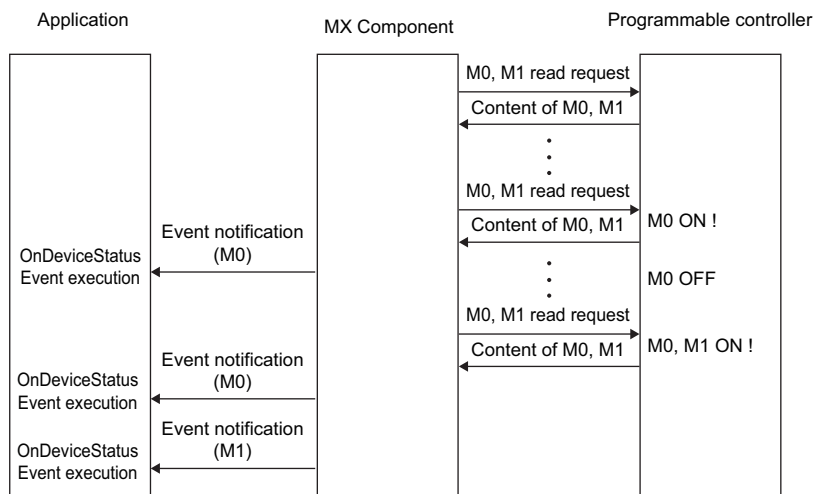 Application
MX Component
Programmable controller
M0, M1 read request
Content of M0, M1
M0, M1 read request
Content of M0, M1
M0 ON !
Event notification
(M0)
OnDeviceStatus
Event execution
M0 OFF
M0, M1 read request
Content of M0, M1
M0, M1 ON !
Event notification
(M0)
OnDeviceStatus
Event execution
Event notification
(M1)
OnDeviceStatus
Event execution